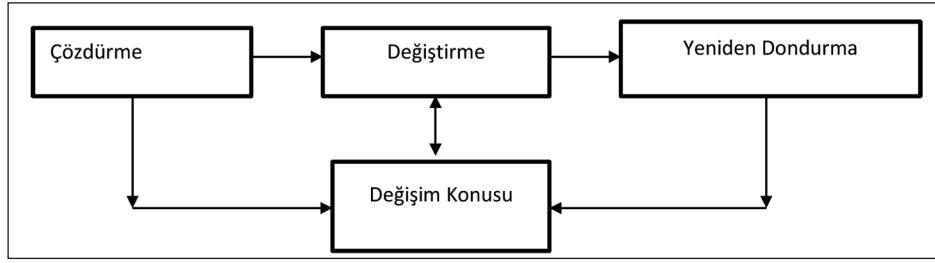 Çözdürme
Değiştirme
Yeniden Dondurma
Değişim Konusu